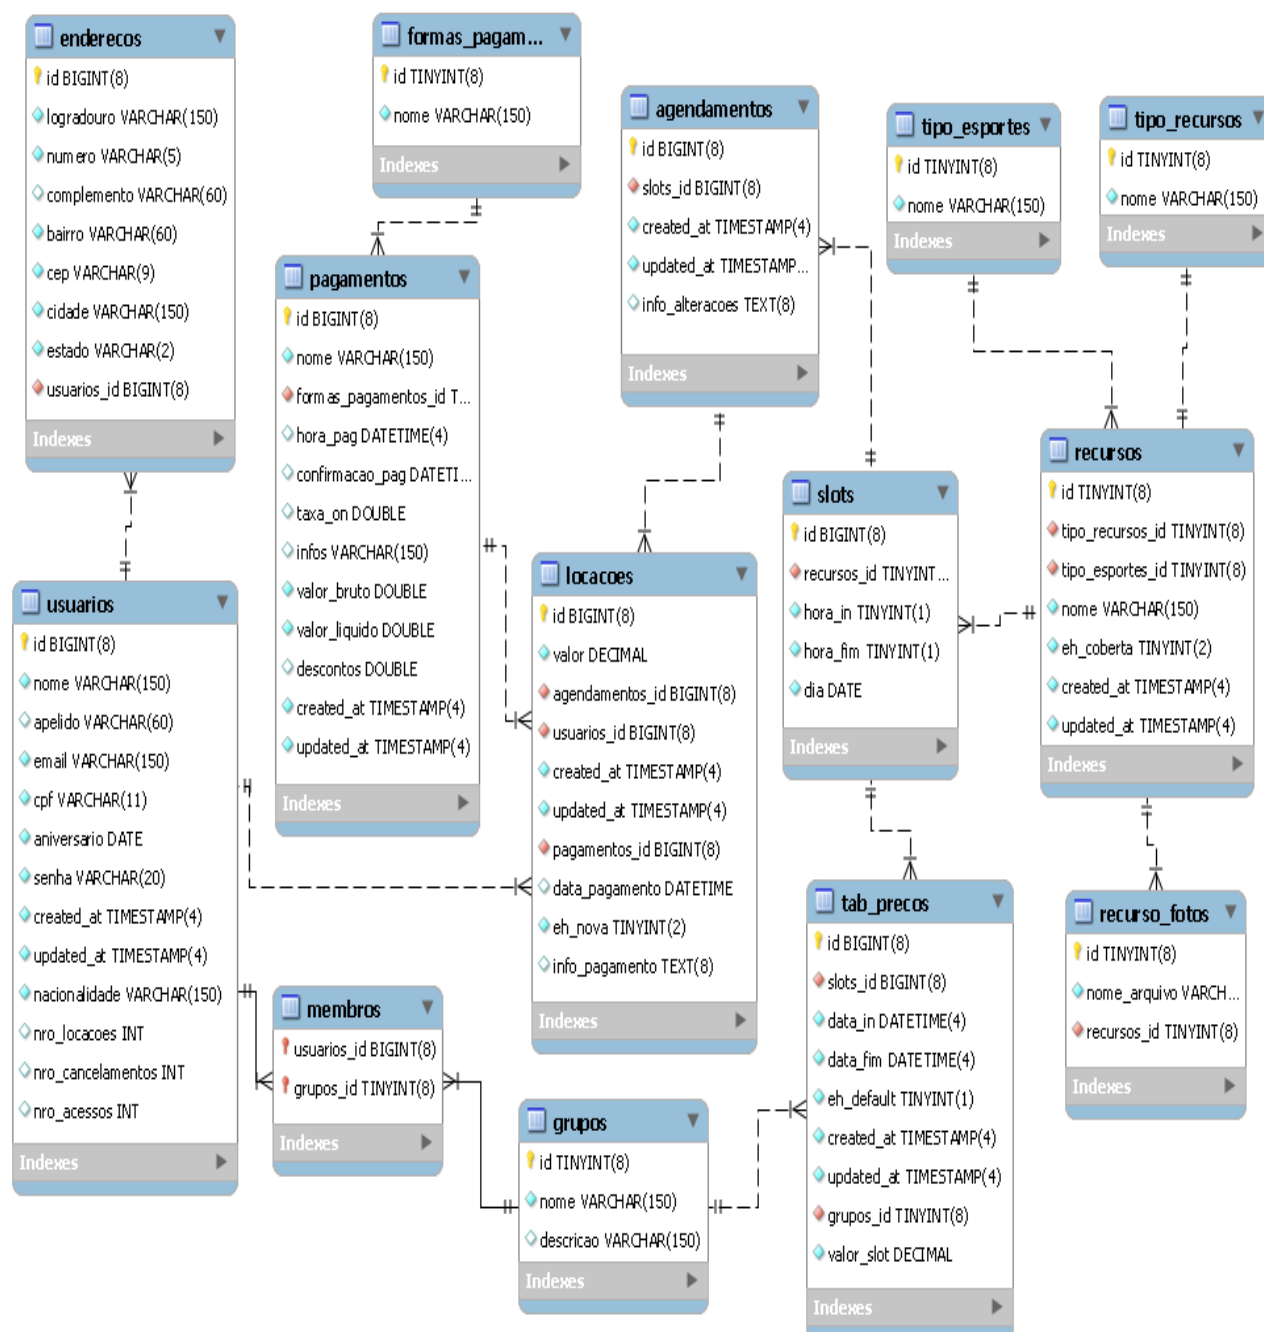 enderecos
id BIGINT(8)
logradouro VARCHAR(150)
numero VARCHAR(5)
complemento VARCHAR(60)
bairro VARCHAR(60)
cep VARCHAR(9)
cidade VARCHAR(150)
estado VARCHAR(2)
usuarios_id BIGINT(8)
Indexes
formas_pagam...
id TINYINT(8)
nome VARCHAR(150)
Indexes
agendamentos
id BIGINT(8)
slots_id BIGINT(8)
created_at TIMESTAMP(4)
updated_at TIMESTAMP...
info_alteracoes TEXT(8)
Indexes
tipo_esportes
id TINYINT(8)
nome VARCHAR(150)
Indexes
tipo_recursos
id TINYINT(8)
nome VARCHAR(150)
Indexes
pagamentos
id BIGINT(8)
nome VARCHAR(150)
formas_pagamentos_id T...
hora_pag DATETIME(4)
confirmacao_pag DATETI...
taxa_on DOUBLE
infos VARCHAR(150)
valor_bruto DOUBLE
valor_liquido DOUBLE
descontos DOUBLE
created_at TIMESTAMP(4)
updated_at TIMESTAMP(4)
Indexes
recursos
id TINYINT(8)
tipo_recursos_id TINYINT(8)
tipo_esportes_id TINYINT(8)
nome VARCHAR(150)
eh_coberta TINYINT(2)
created_at TIMESTAMP(4)
updated_at TIMESTAMP(4)
Indexes
slots
id BIGINT(8)
recursos_id TINYINT...
hora_in TINYINT(1)
hora_fim TINYINT(1)
dia DATE
Indexes
locacoes
id BIGINT(8)
valor DECIMAL
agendamentos_id BIGINT(8)
usuarios_id BIGINT(8)
created_at TIMESTAMP(4)
updated_at TIMESTAMP(4)
pagamentos_id BIGINT(8)
data_pagamento DATETIME
eh_nova TINYINT(2)
info_pagamento TEXT(8)
Indexes
usuarios
id BIGINT(8)
nome VARCHAR(150)
apelido VARCHAR(60)
email VARCHAR(150)
cpf VARCHAR(11)
aniversario DATE
senha VARCHAR(20)
created_at TIMESTAMP(4)
updated_at TIMESTAMP(4)
nacionalidade VARCHAR(150)
nro_locacoes INT
nro_cancelamentos INT
nro_acessos INT
Indexes
tab_precos
id BIGINT(8)
slots_id BIGINT(8)
data_in DATETIME(4)
data_fim DATETIME(4)
eh_default TINYINT(1)
created_at TIMESTAMP(4)
updated_at TIMESTAMP(4)
grupos_id TINYINT(8)
valor_slot DECIMAL
Indexes
recurso_fotos
id TINYINT(8)
nome_arquivo VARCH...
recursos_id TINYINT(8)
Indexes
membros
usuarios_id BIGINT(8)
grupos_id TINYINT(8)
Indexes
grupos
id TINYINT(8)
nome VARCHAR(150)
descricao VARCHAR(150)
Indexes